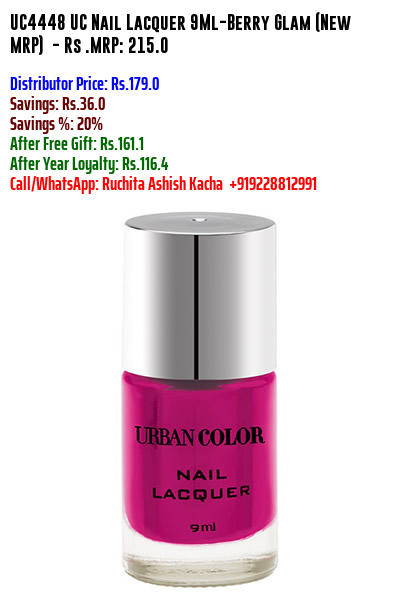 UC4448 UC Nail Lacquer 9Ml-Berry Glam (New
MRP) - Rs .MRP: 215.0
Distributor Price: Rs.179.0
Savings: Rs.36.0
Savings %: 20%
After Free Gift: Rs.161.1
After Year Loyalty: Rs.116.4
Call/WhatsApp: Ruchita Ashish Kacha +919228812991
URBAN COLOR
NAIL
LACQUER
9ml